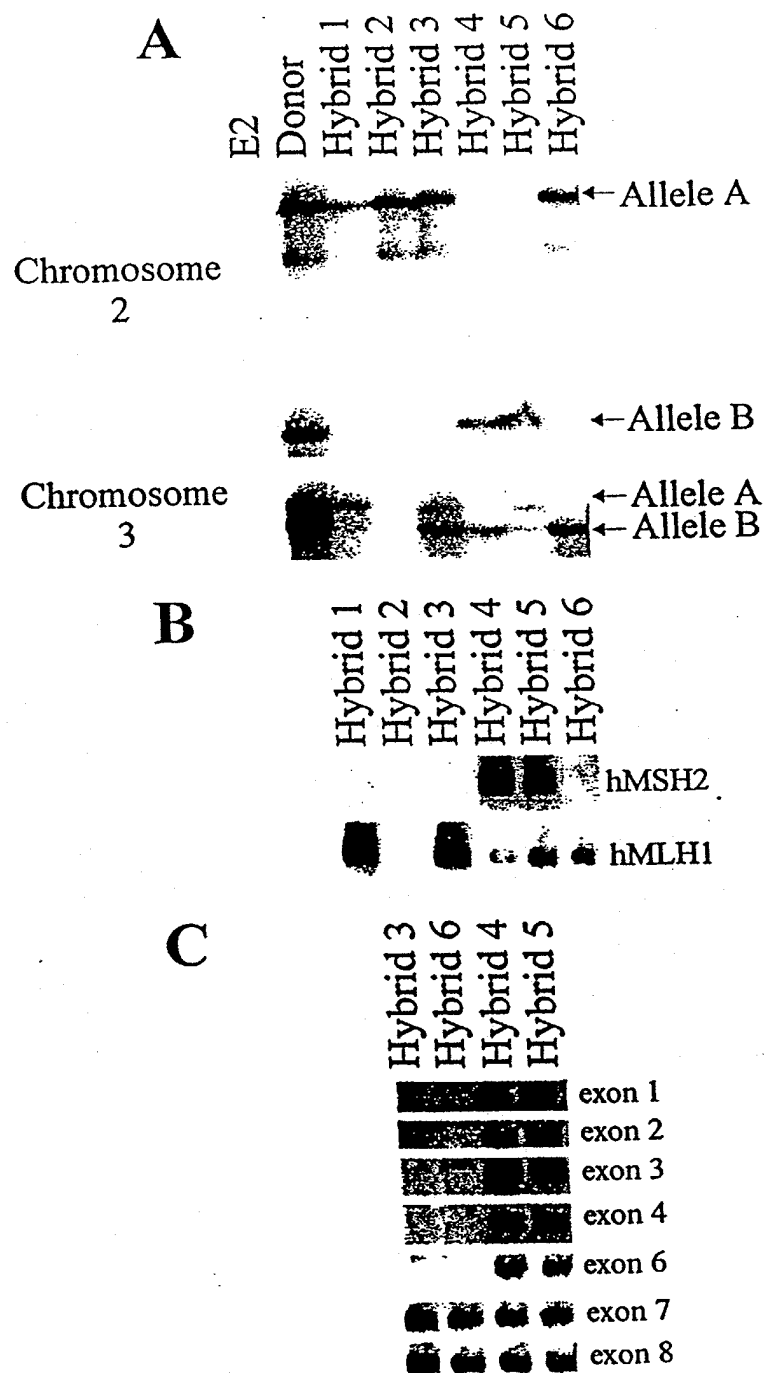 A
E2
Donor
Hybrid 1
Hybrid 2
Hybrid 3
Hybrid 4
Hybrid 5
Hybrid 6
Allele A
Chromosome
2
Allele B
Chromosome
3
Allele A
Allele B
B
Hybrid 1
Hybrid 2
Hybrid 3
Hybrid 4
Hybrid 5
Hybrid 6
hMSH2
hMLH1
C
Hybrid 3
Hybrid 6
Hybrid 4
Hybrid 5
exon 1
exon 2
exon 3
exon 4
exon 6
exon 7
exon 8